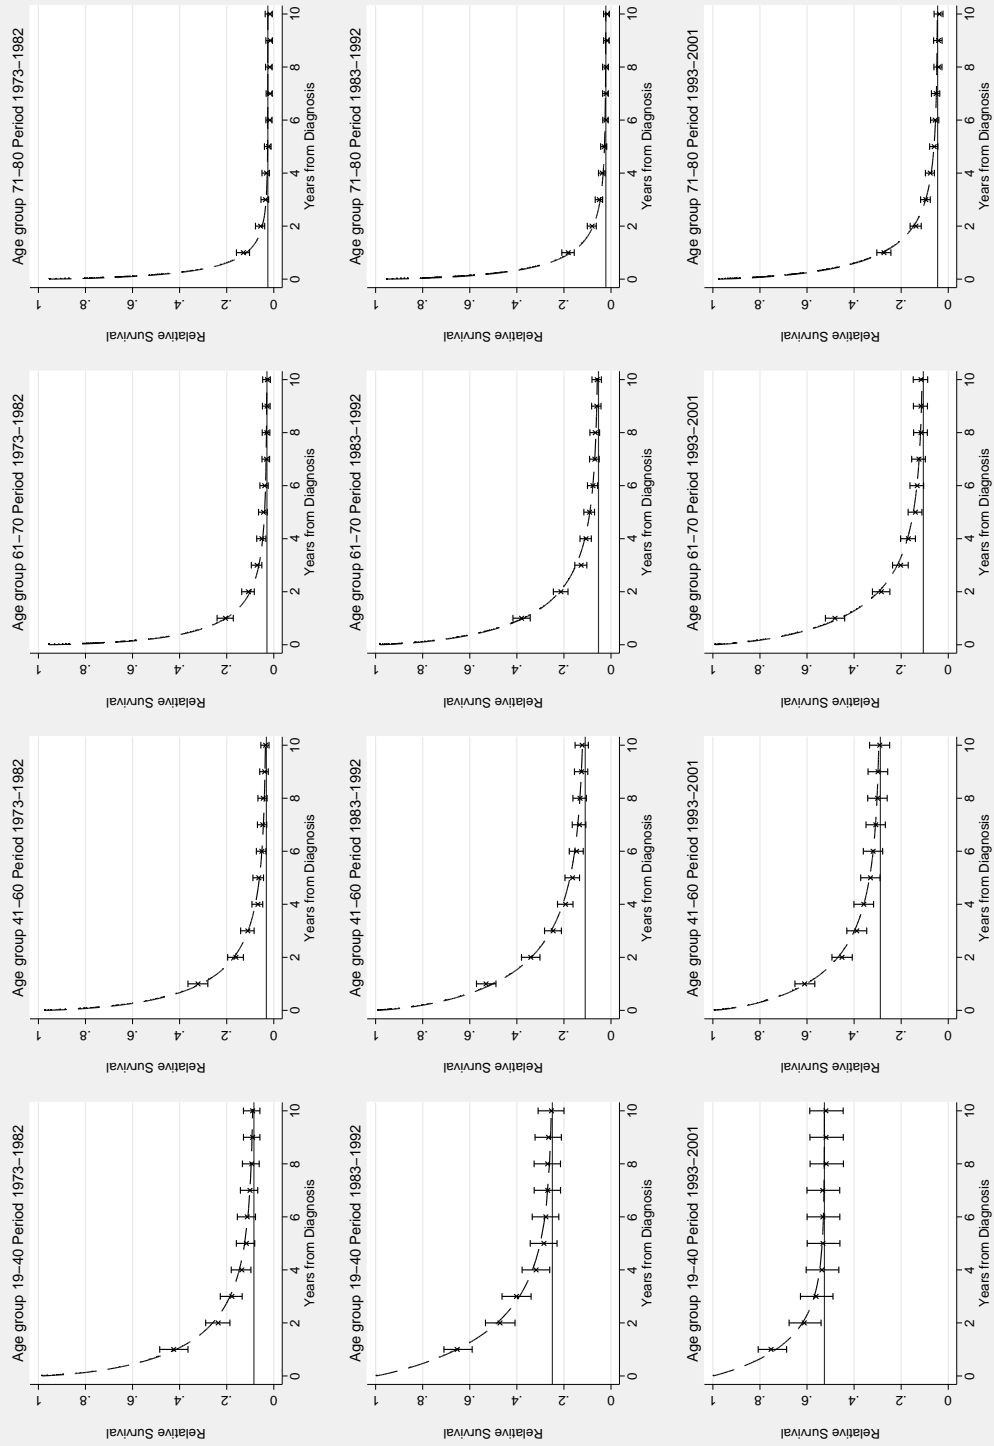 Age group 19–40 Period 1973–1982
Relative Survival
1
.8
.6
.4
.2
0
0 2 4 6 8 10
Years from Diagnosis
Age group 41–60 Period 1973–1982
Relative Survival
1
.8
.6
.4
.2
0
0 2 4 6 8 10
Years from Diagnosis
Age group 61–70 Period 1973–1982
Relative Survival
1
.8
.6
.4
.2
0
0 2 4 6 8 10
Years from Diagnosis
Age group 71–80 Period 1973–1982
Relative Survival
1
.8
.6
.4
.2
0
0 2 4 6 8 10
Years from Diagnosis
Age group 19–40 Period 1983–1992
Relative Survival
1
.8
.6
.4
.2
0
0 2 4 6 8 10
Years from Diagnosis
Age group 41–60 Period 1983–1992
Relative Survival
1
.8
.6
.4
.2
0
0 2 4 6 8 10
Years from Diagnosis
Age group 61–70 Period 1983–1992
Relative Survival
1
.8
.6
.4
.2
0
0 2 4 6 8 10
Years from Diagnosis
Age group 71–80 Period 1983–1992
Relative Survival
1
.8
.6
.4
.2
0
0 2 4 6 8 10
Years from Diagnosis
Age group 19–40 Period 1993–2001
Relative Survival
1
.8
.6
.4
.2
0
0 2 4 6 8 10
Years from Diagnosis
Age group 41–60 Period 1993–2001
Relative Survival
1
.8
.6
.4
.2
0
0 2 4 6 8 10
Years from Diagnosis
Age group 61–70 Period 1993–2001
Relative Survival
1
.8
.6
.4
.2
0
0 2 4 6 8 10
Years from Diagnosis
Age group 71–80 Period 1993–2001
Relative Survival
1
.8
.6
.4
.2
0
0 2 4 6 8 10
Years from Diagnosis